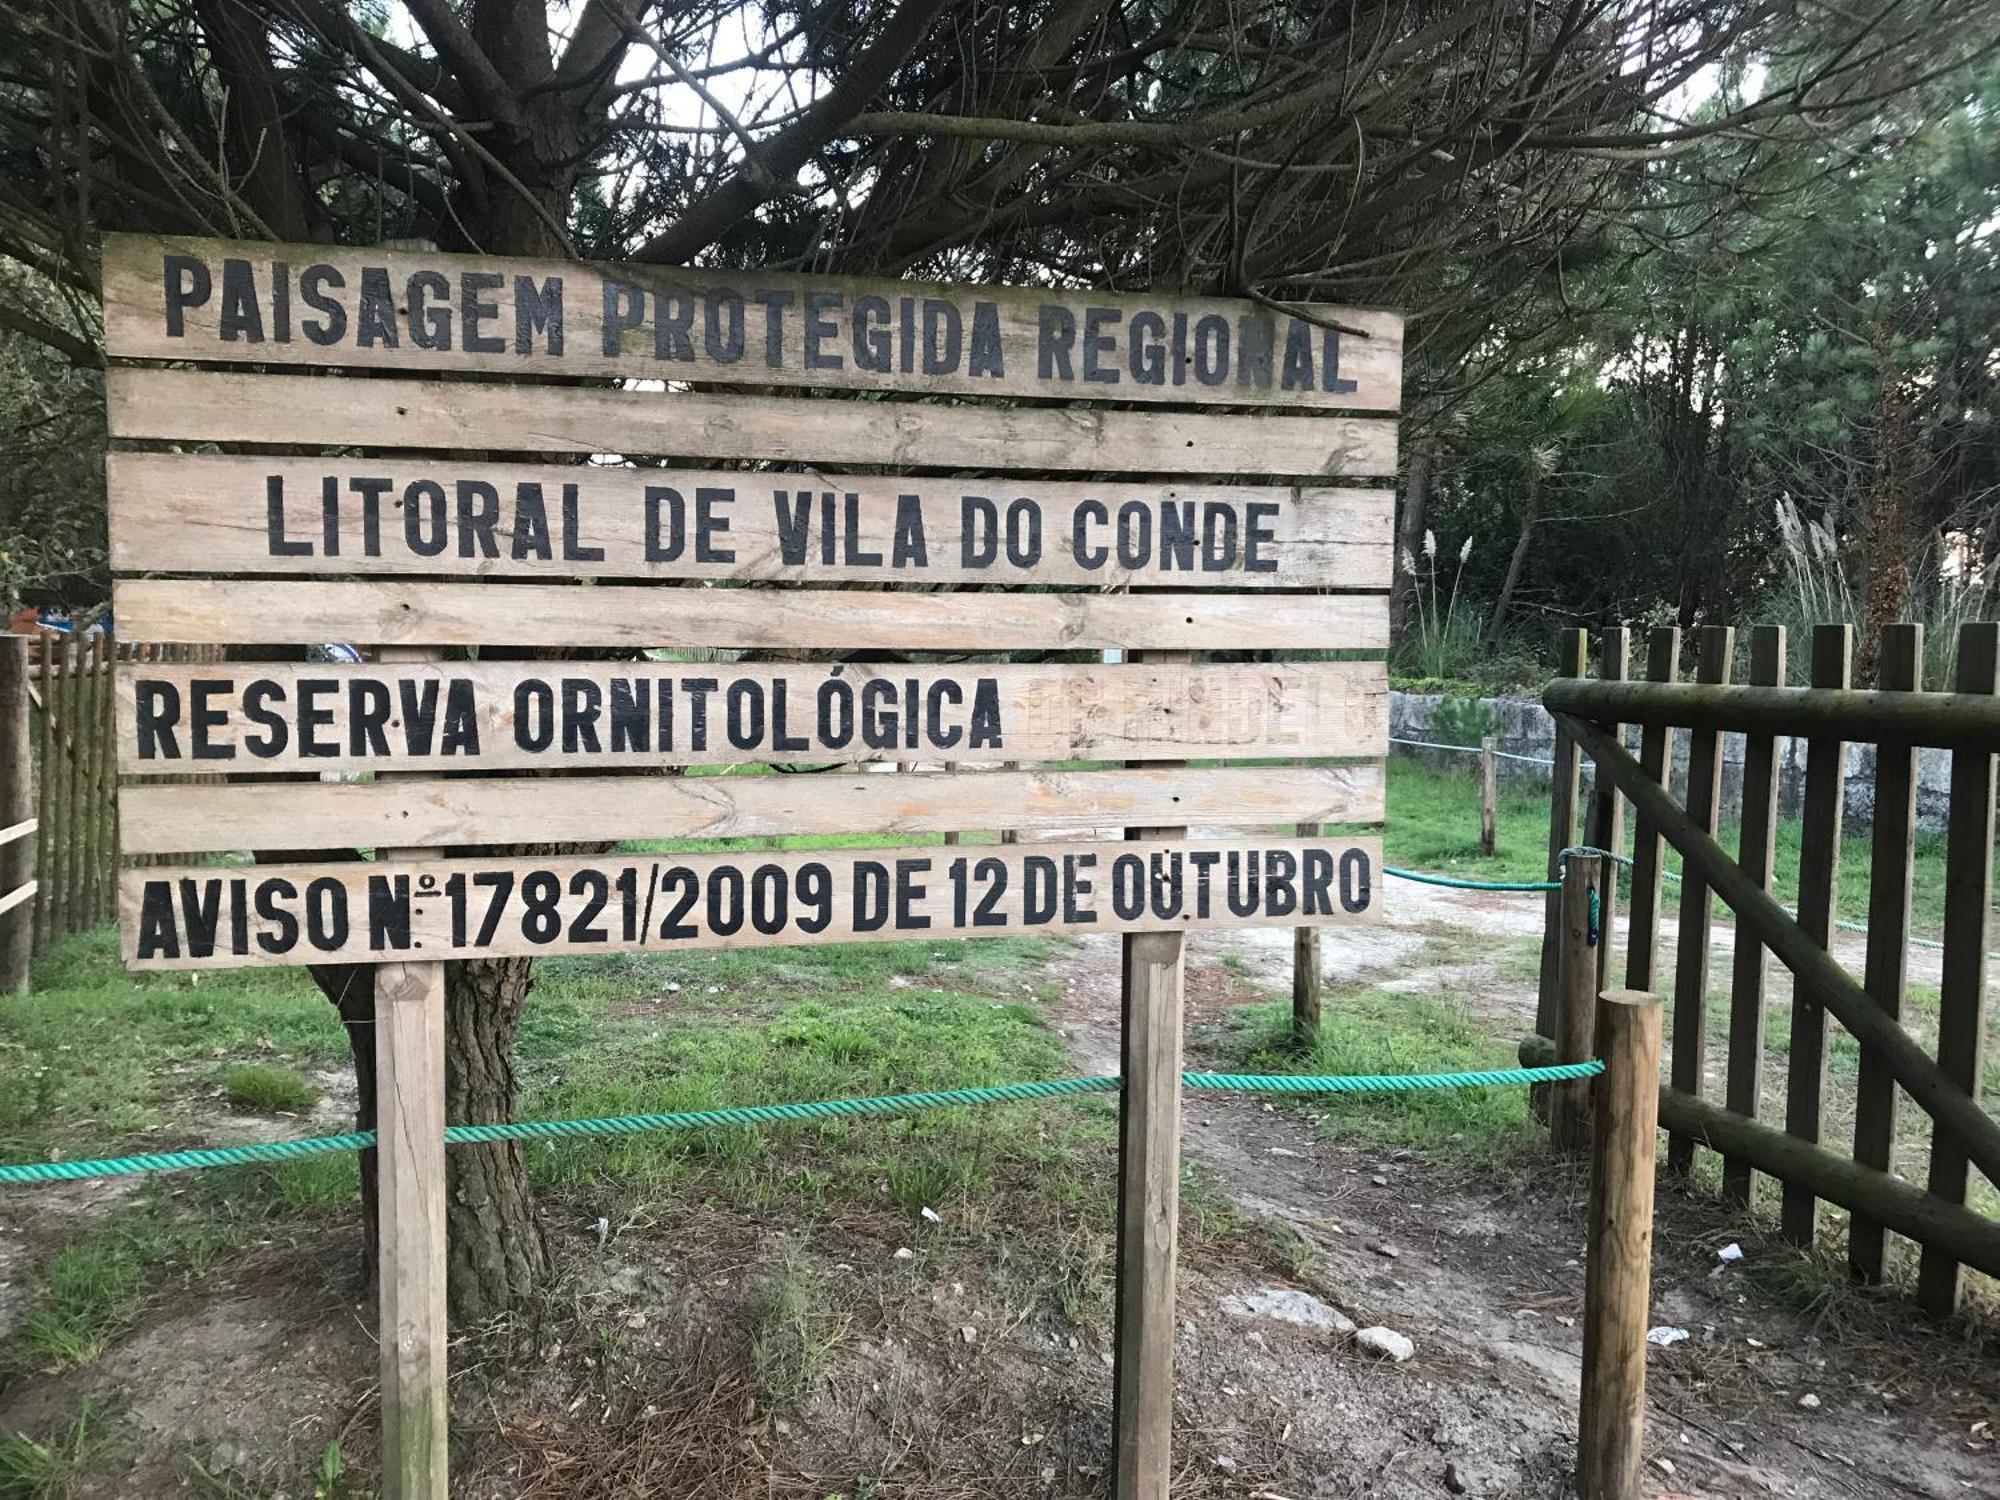 PAISAGEM PROTEGIDA REGIONAL
LITORAL DE VILA DO CONDE
RESERVA ORNITOLÓGICA
AVISO Nº.17821/2009 DE 12 DE OUTUBRO